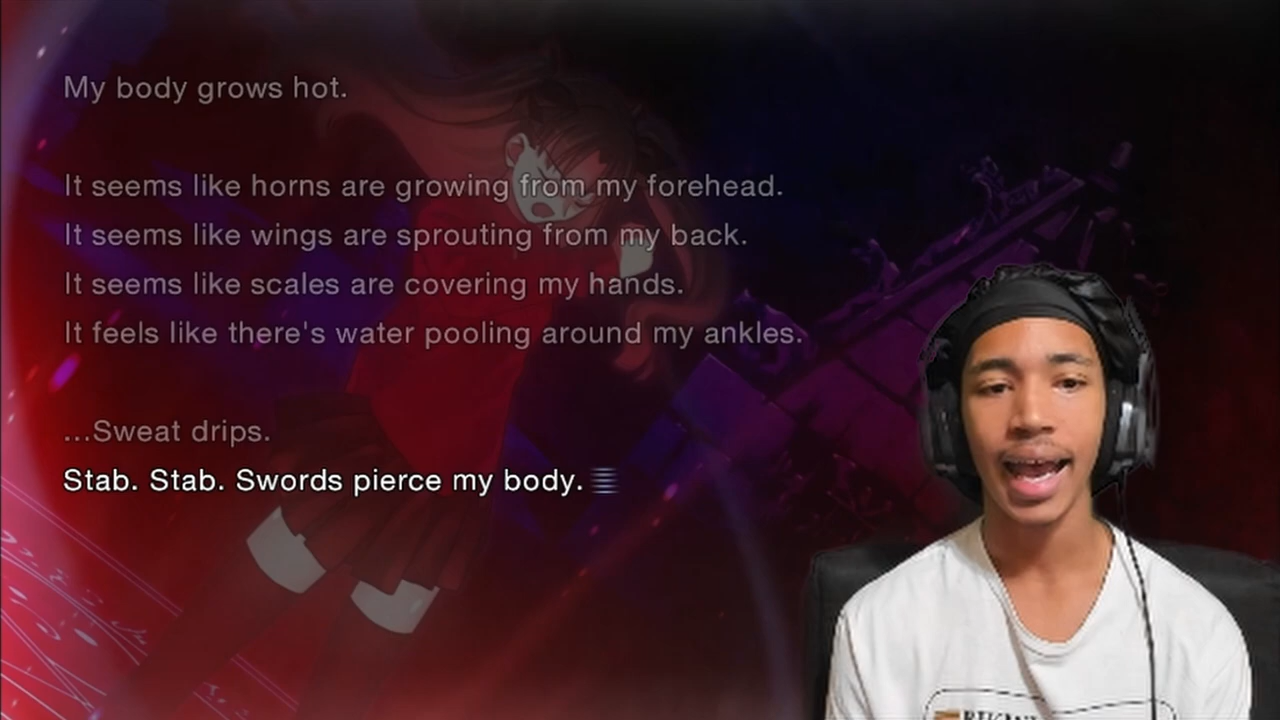 My body grows hot.
It seems like horns are growing from my forehead.
It seems like wings are sprouting from my back.
It seems like scales are covering my hands.
It feels like there's water pooling around my ankles.
...Sweat drips.
Stab. Stab. Swords pierce my body.